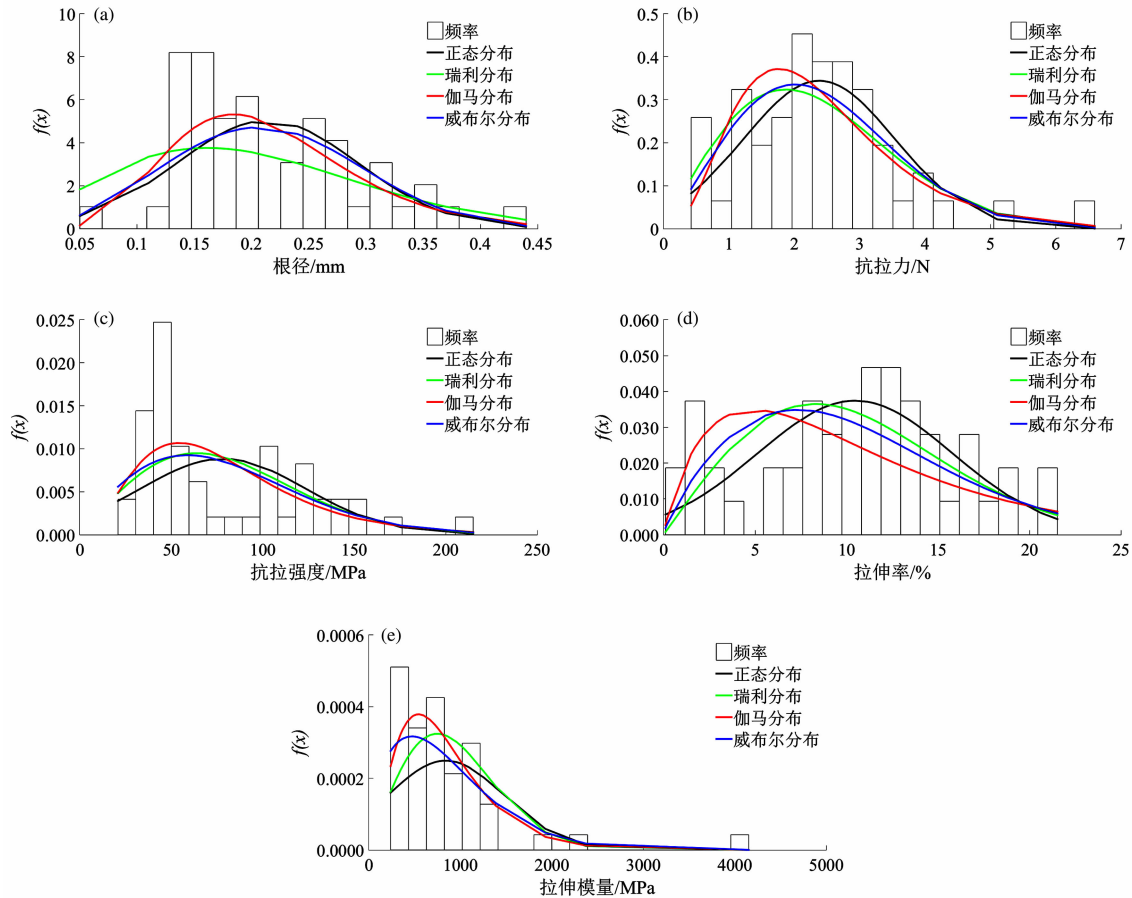 (a)
10
8
6
4
2
0
f(x)
0.05 0.1 0.15 0.2 0.25 0.3 0.35 0.4 0.45
根径/mm
频率
正态分布
瑞利分布
伽马分布
威布尔分布
(b)
0.5
0.4
0.3
0.2
0.1
0
f(x)
0 1 2 3 4 5 6 7
抗拉力/N
频率
正态分布
瑞利分布
伽马分布
威布尔分布
(c)
0.025
0.020
0.015
0.010
0.005
0.000
f(x)
0 50 100 150 200 250
抗拉强度/MPa
频率
正态分布
瑞利分布
伽马分布
威布尔分布
(d)
0.060
0.050
0.040
0.030
0.020
0.010
0.000
f(x)
0 5 10 15 20 25
拉伸率/%
频率
正态分布
瑞利分布
伽马分布
威布尔分布
(e)
0.0006
0.0004
0.0002
0.0000
f(x)
0 1000 2000 3000 4000 5000
拉伸模量/MPa
频率
正态分布
瑞利分布
伽马分布
威布尔分布